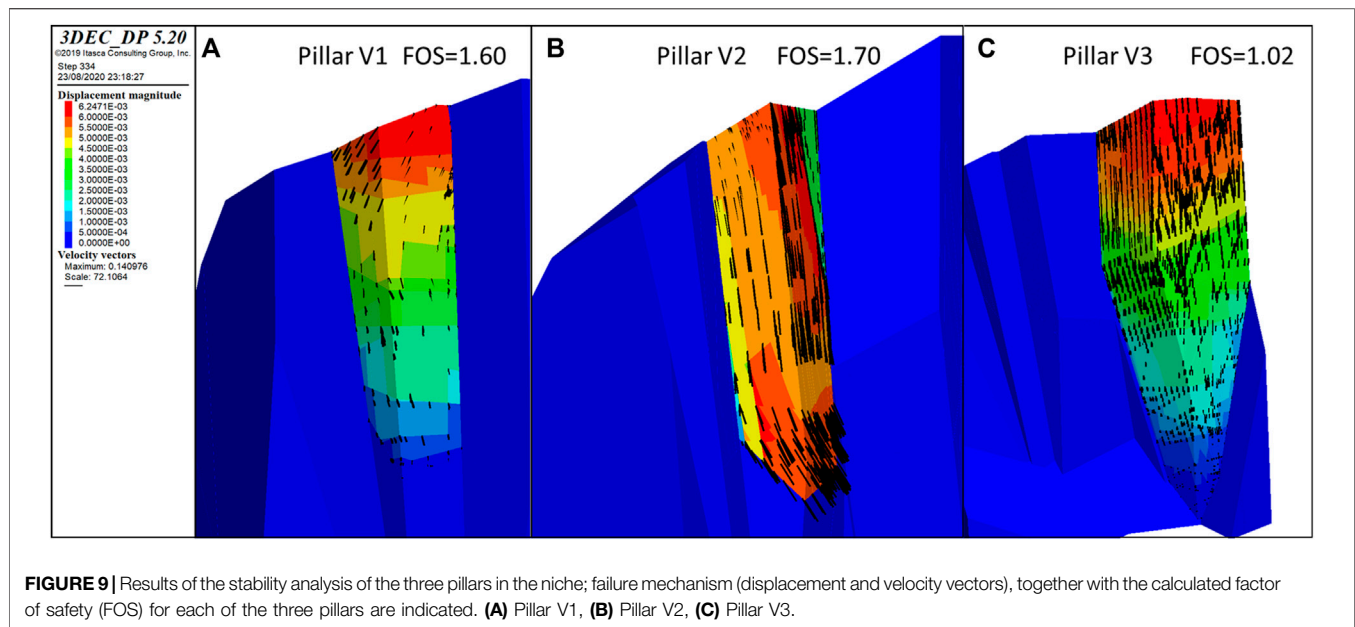 3DEC_DP 5.20
©2019 Itasca Consulting Group, Inc.
Step 334
23/08/2020 23:18:27
Displacement magnitude
6.2471E-03
6.0000E-03
5.5000E-03
5.0000E-03
4.5000E-03
4.0000E-03
3.5000E-03
3.0000E-03
2.5000E-03
2.0000E-03
1.5000E-03
1.0000E-03
5.0000E-04
0.0000E+00
Velocity vectors
Maximum: 0.140976
Scale: 72.1064
A
Pillar V1 FOS=1.60
B
Pillar V2 FOS=1.70
C
Pillar V3 FOS=1.02
FIGURE 9 | Results of the stability analysis of the three pillars in the niche; failure mechanism (displacement and velocity vectors), together with the calculated factor
of safety (FOS) for each of the three pillars are indicated. (A) Pillar V1, (B) Pillar V2, (C) Pillar V3.